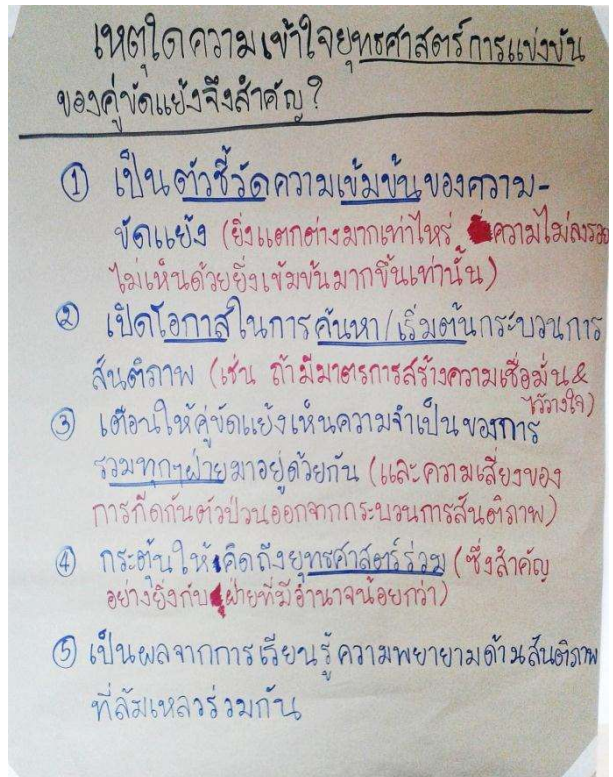 เหตุใดความเข้าใจยุทธศาสตร์การแข่งขัน
ของคู่ขัดแย้งจึงสำคัญ?
① เป็นตัวชี้วัดความเข้มข้นของความ-
ขัดแย้ง (ยิ่งแตกต่างมากเท่าไหร่ ความไม่ลงรอย
ไม่เห็นด้วยยิ่งเข้มข้นมากขึ้นเท่านั้น)
② เปิดโอกาสในการค้นหา/เริ่มต้นกระบวนการ
สันติภาพ (เช่น ถ้ามีมาตรการสร้างความเชื่อมั่น &
ไว้วางใจ)
③ เตือนให้คู่ขัดแย้งเห็นความจำเป็นของการ
รวมทุกๆฝ่ายมาอยู่ด้วยกัน (และความเสี่ยงของ
การกีดกันตัวป่วนออกจากกระบวนการสันติภาพ)
④ กระตุ้นให้คิดถึงยุทธศาสตร์ร่วม (ซึ่งสำคัญ
อย่างยิ่งกับฝ่ายที่มีอำนาจน้อยกว่า)
⑤ เป็นผลจากการเรียนรู้ความพยายามด้านสันติภาพ
ที่ล้มเหลวร่วมกัน